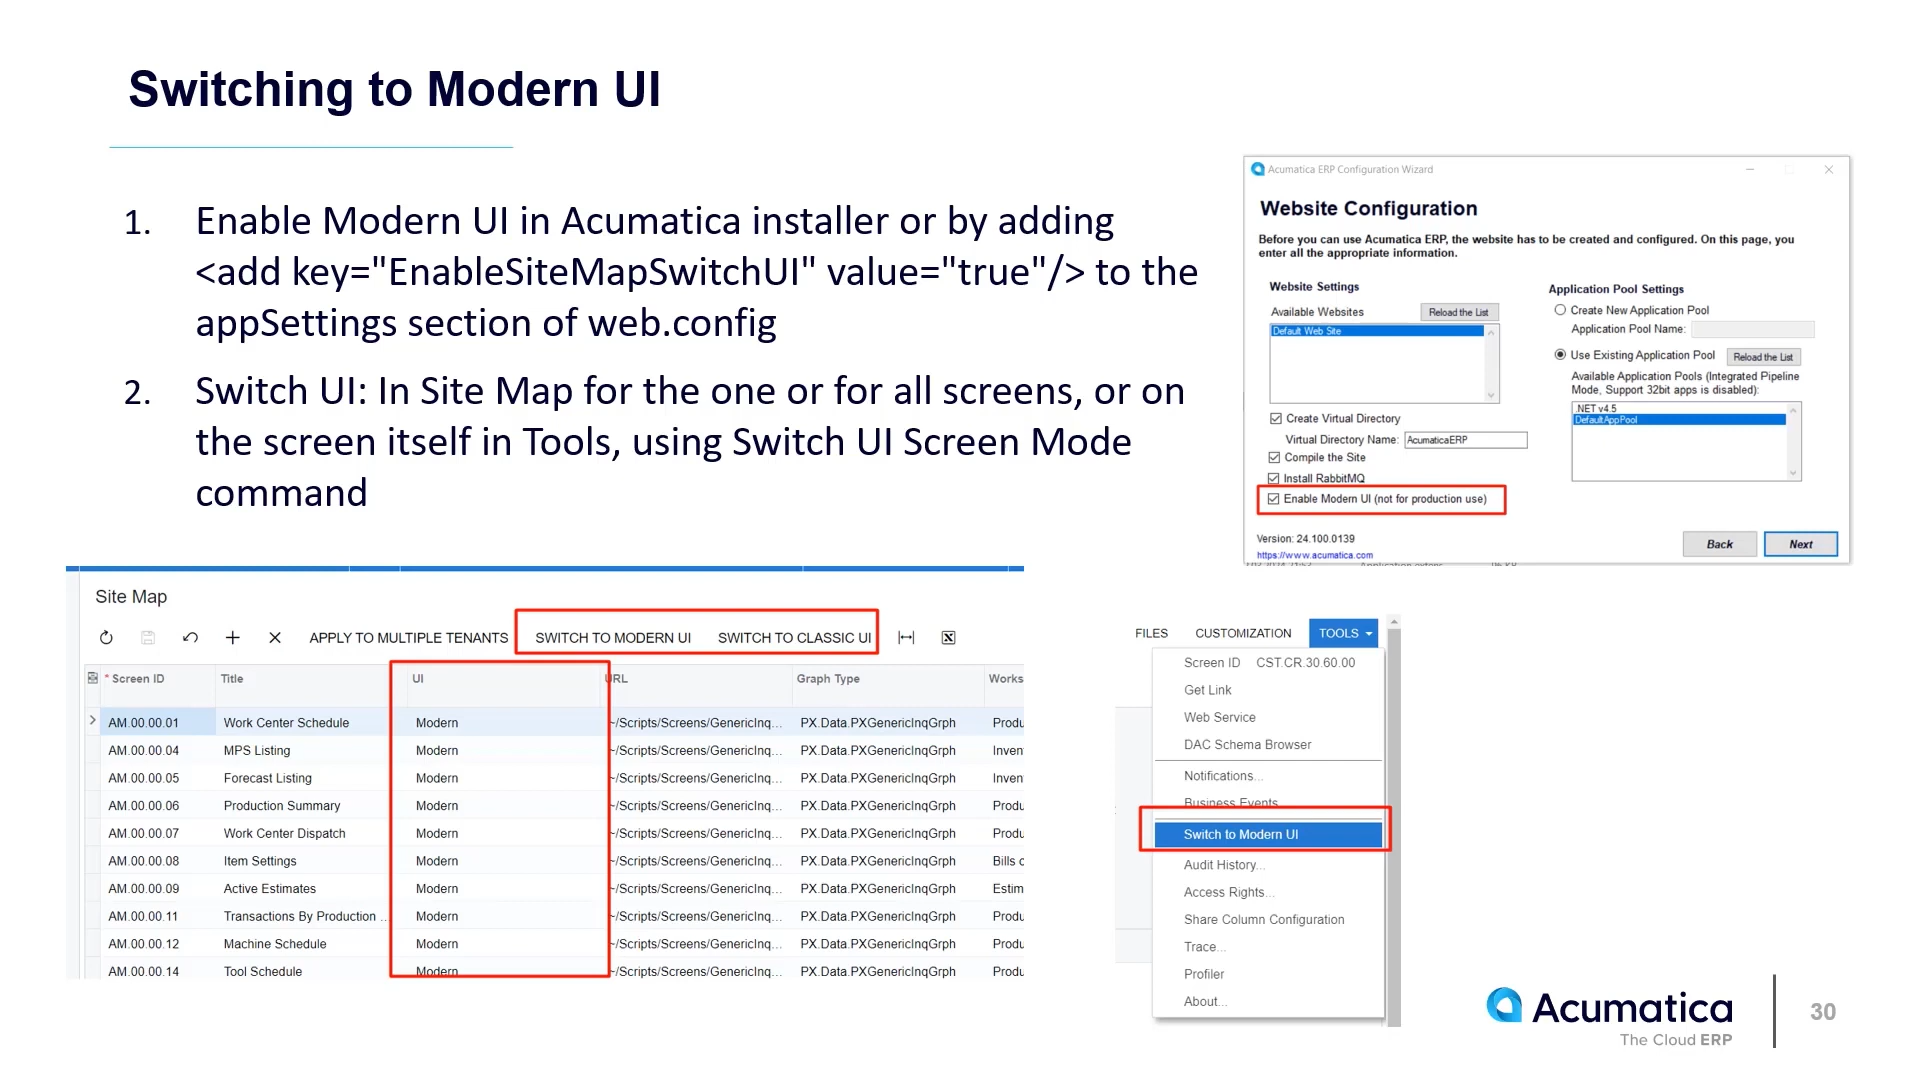 Switching to Modern UI
1. Enable Modern UI in Acumatica installer or by adding
<add key="EnableSiteMapSwitchUI" value="true"/> to the
appSettings section of web.config
2. Switch UI: In Site Map for the one or for all screens, or on
the screen itself in Tools, using Switch UI Screen Mode
command
Acumatica ERP Configuration Wizard
Website Configuration
Before you can use Acumatica ERP, the website has to be created and configured. On this page, you
enter all the appropriate information.
Website Settings
Available Websites Reload the List
Default Web Site
Create Virtual Directory
Virtual Directory Name: AcumaticaERP
Compile the Site
Install RabbitMQ
Enable Modern UI (not for production use)
Application Pool Settings
Create New Application Pool
Application Pool Name:
Use Existing Application Pool Reload the List
Available Application Pools (Integrated Pipeline
Mode, Support 32bit apps is disabled):
.NET v4.5
DefaultAppPool
Version: 24.100.0139
https://www.acumatica.com
Back Next
Site Map
APPLY TO MULTIPLE TENANTS SWITCH TO MODERN UI SWITCH TO CLASSIC UI
* Screen ID Title UI URL Graph Type Works
AM.00.00.01 Work Center Schedule Modern ~/Scripts/Screens/GenericInq... PX.Data.PXGenericInqGrph Produ
AM.00.00.04 MPS Listing Modern ~/Scripts/Screens/GenericInq... PX.Data.PXGenericInqGrph Inven
AM.00.00.05 Forecast Listing Modern ~/Scripts/Screens/GenericInq... PX.Data.PXGenericInqGrph Inven
AM.00.00.06 Production Summary Modern ~/Scripts/Screens/GenericInq... PX.Data.PXGenericInqGrph Produ
AM.00.00.07 Work Center Dispatch Modern ~/Scripts/Screens/GenericInq... PX.Data.PXGenericInqGrph Produ
AM.00.00.08 Item Settings Modern ~/Scripts/Screens/GenericInq... PX.Data.PXGenericInqGrph Bills c
AM.00.00.09 Active Estimates Modern ~/Scripts/Screens/GenericInq... PX.Data.PXGenericInqGrph Estim
AM.00.00.11 Transactions By Production ... Modern ~/Scripts/Screens/GenericInq... PX.Data.PXGenericInqGrph Produ
AM.00.00.12 Machine Schedule Modern ~/Scripts/Screens/GenericInq... PX.Data.PXGenericInqGrph Produ
AM.00.00.14 Tool Schedule Modern ~/Scripts/Screens/GenericInq... PX.Data.PXGenericInqGrph Produ
FILES CUSTOMIZATION TOOLS
Screen ID CST.CR.30.60.00
Get Link
Web Service
DAC Schema Browser
Notifications...
Business Events
Switch to Modern UI
Audit History...
Access Rights...
Share Column Configuration
Trace...
Profiler
About...
Acumatica
The Cloud ERP
30